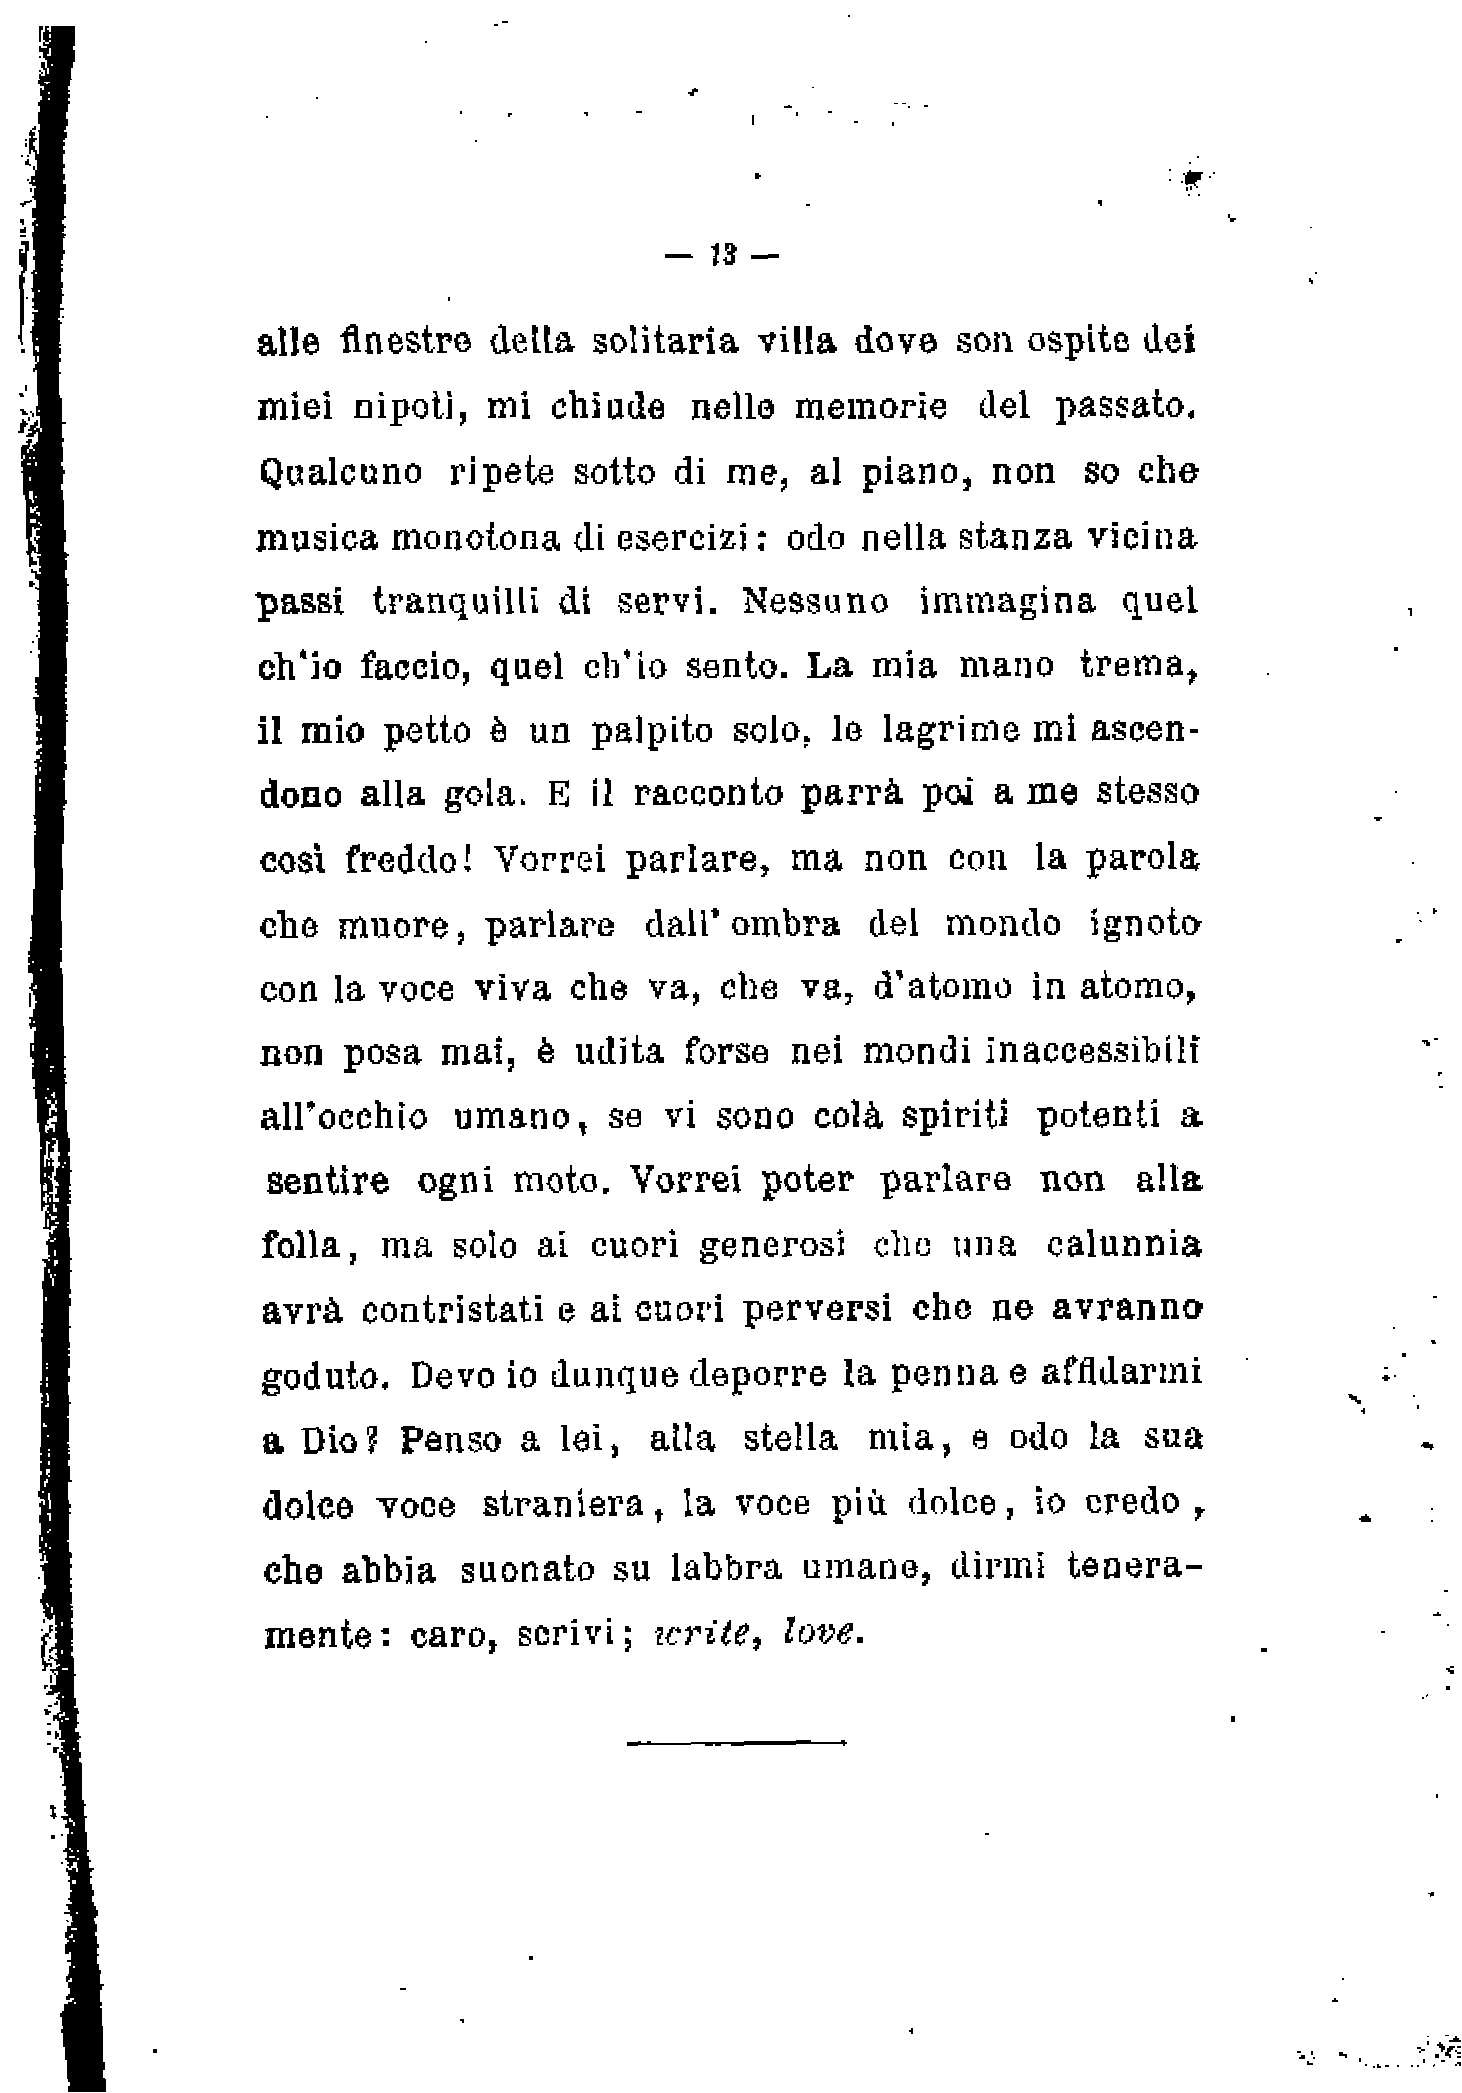 — 13 —
alle finestre della solitaria villa dove son ospite dei
miei nipoti, mi chiude nelle memorie del passato.
Qualcuno ripete sotto di me, al piano, non so che
musica monotona di esercizi: odo nella stanza vicina
passi tranquilli di servi. Nessuno immagina quel
ch'io faccio, quel ch'io sento. La mia mano trema,
il mio petto è un palpito solo, le lagrime mi ascen-
dono alla gola. E il racconto parrà poi a me stesso
così freddo! Vorrei parlare, ma non con la parola
che muore, parlare dall'ombra del mondo ignoto
con la voce viva che va, che va, d'atomo in atomo,
non posa mai, è udita forse nei mondi inaccessibili
all'occhio umano, se vi sono colà spiriti potenti a
sentire ogni moto. Vorrei poter parlare non alla
folla, ma solo ai cuori generosi che una calunnia
avrà contristati e ai cuori perversi che ne avranno
goduto. Devo io dunque deporre la penna e affidarmi
a Dio? Penso a lei, alla stella mia, e odo la sua
dolce voce straniera, la voce più dolce, io credo,
che abbia suonato su labbra umane, dirmi tenera-
mente: caro, scrivi; write, love.